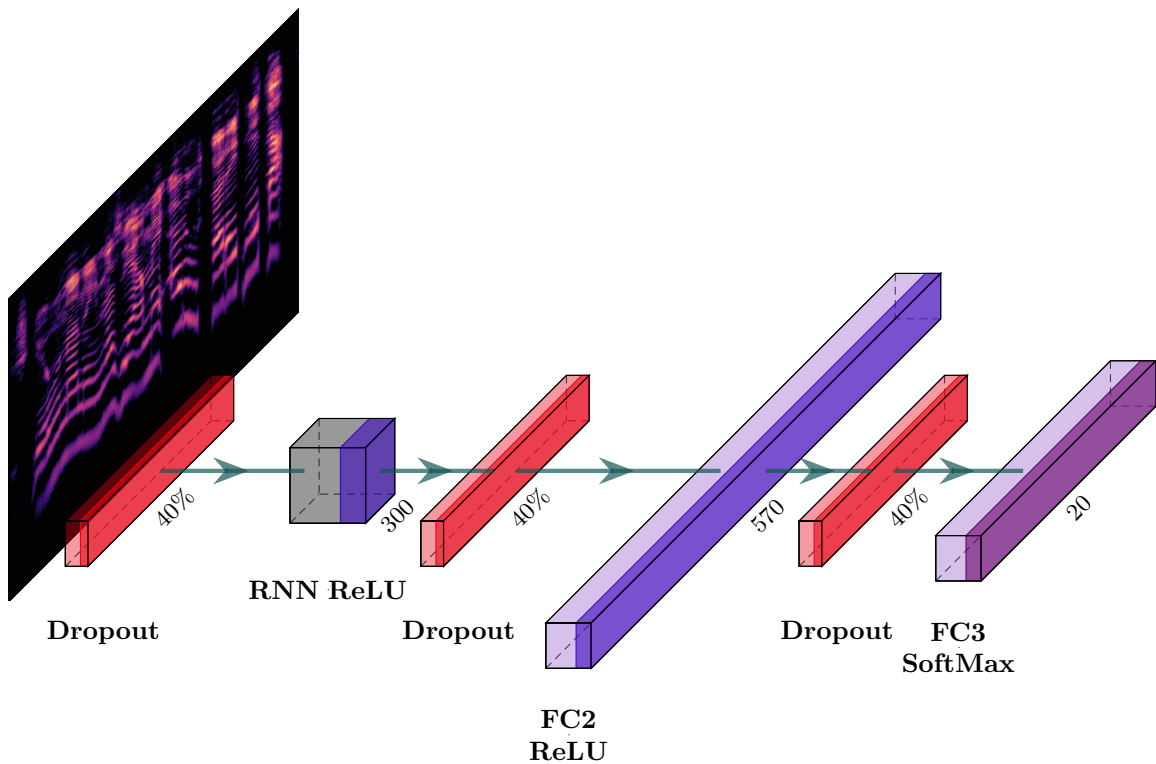 40%
Dropout
300
RNN ReLU
40%
Dropout
570
FC2
ReLU
40%
Dropout
20
FC3
SoftMax